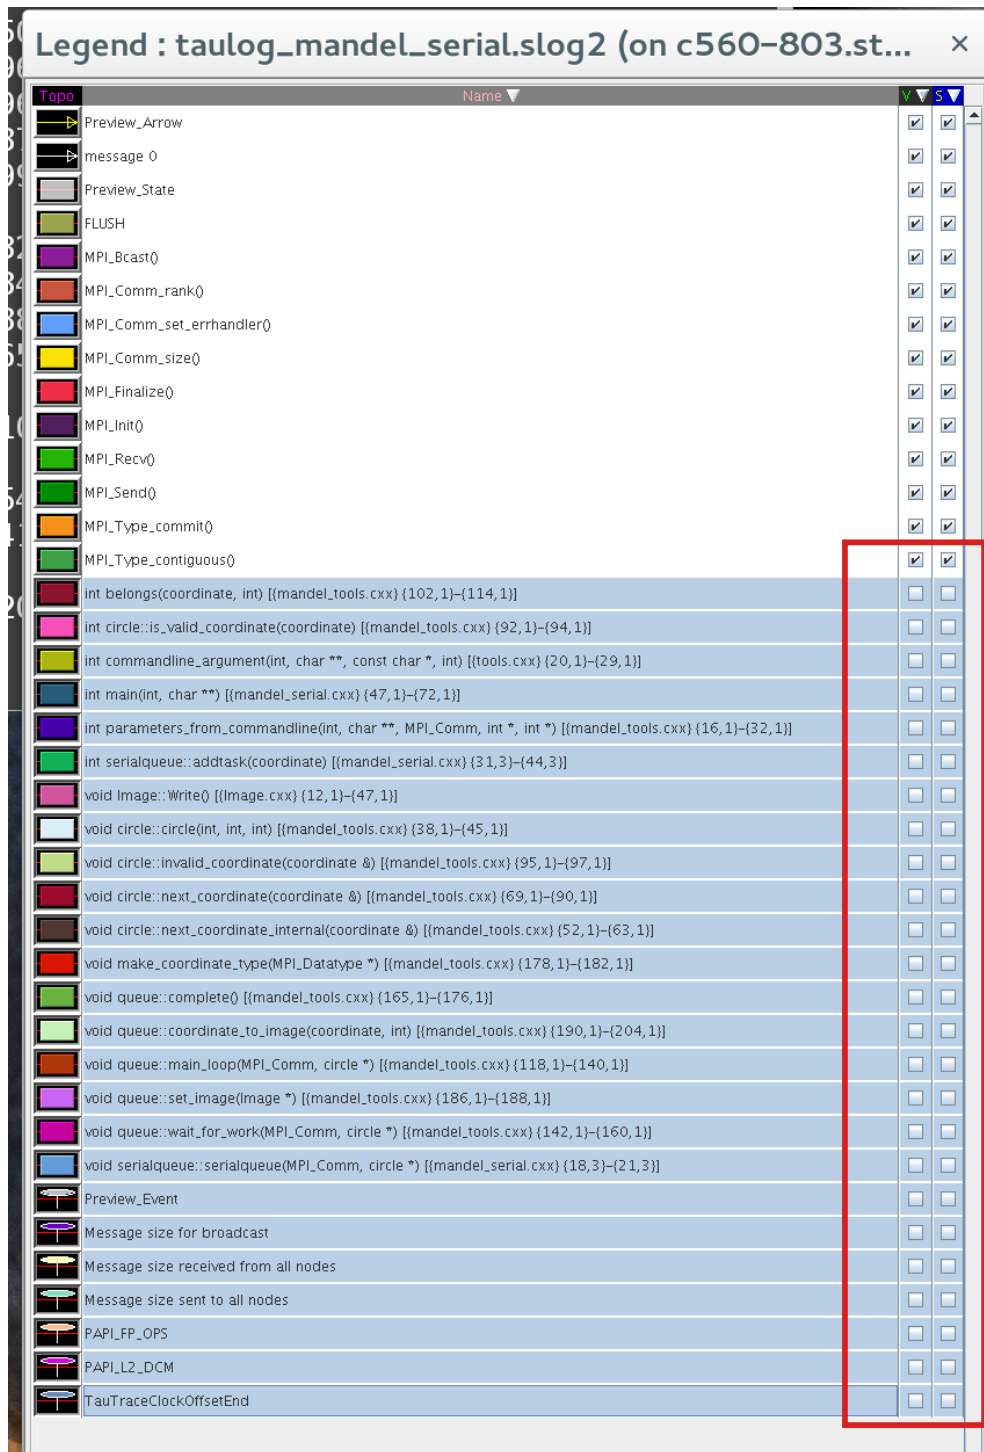 Legend : taulog_mandel_serial.slog2 (on c560-803.st... ×
Topo Name V S
Preview_Arrow
message 0
Preview_State
FLUSH
MPI_Bcast()
MPI_Comm_rank()
MPI_Comm_set_errhandler()
MPI_Comm_size()
MPI_Finalize()
MPI_Init()
MPI_Recv()
MPI_Send()
MPI_Type_commit()
MPI_Type_contiguous()
int belongs(coordinate, int) [{mandel_tools.cxx} {102,1}-{114,1}]
int circle::is_valid_coordinate(coordinate) [{mandel_tools.cxx} {92,1}-{94,1}]
int commandline_argument(int, char **, const char *, int) [{tools.cxx} {20,1}-{29,1}]
int main(int, char **) [{mandel_serial.cxx} {47,1}-{72,1}]
int parameters_from_commandline(int, char **, MPI_Comm, int *, int *) [{mandel_tools.cxx} {16,1}-{32,1}]
int serialqueue::addtask(coordinate) [{mandel_serial.cxx} {31,3}-{44,3}]
void Image::Write() [{Image.cxx} {12,1}-{47,1}]
void circle::circle(int, int, int) [{mandel_tools.cxx} {38,1}-{45,1}]
void circle::invalid_coordinate(coordinate &) [{mandel_tools.cxx} {95,1}-{97,1}]
void circle::next_coordinate(coordinate &) [{mandel_tools.cxx} {69,1}-{90,1}]
void circle::next_coordinate_internal(coordinate &) [{mandel_tools.cxx} {52,1}-{63,1}]
void make_coordinate_type(MPI_Datatype *) [{mandel_tools.cxx} {178,1}-{182,1}]
void queue::complete() [{mandel_tools.cxx} {165,1}-{176,1}]
void queue::coordinate_to_image(coordinate, int) [{mandel_tools.cxx} {190,1}-{204,1}]
void queue::main_loop(MPI_Comm, circle *) [{mandel_tools.cxx} {118,1}-{140,1}]
void queue::set_image(Image *) [{mandel_tools.cxx} {186,1}-{188,1}]
void queue::wait_for_work(MPI_Comm, circle *) [{mandel_tools.cxx} {142,1}-{160,1}]
void serialqueue::serialqueue(MPI_Comm, circle *) [{mandel_serial.cxx} {18,3}-{21,3}]
Preview_Event
Message size for broadcast
Message size received from all nodes
Message size sent to all nodes
PAPI_FP_OPS
PAPI_L2_DCM
TauTraceClockOffsetEnd